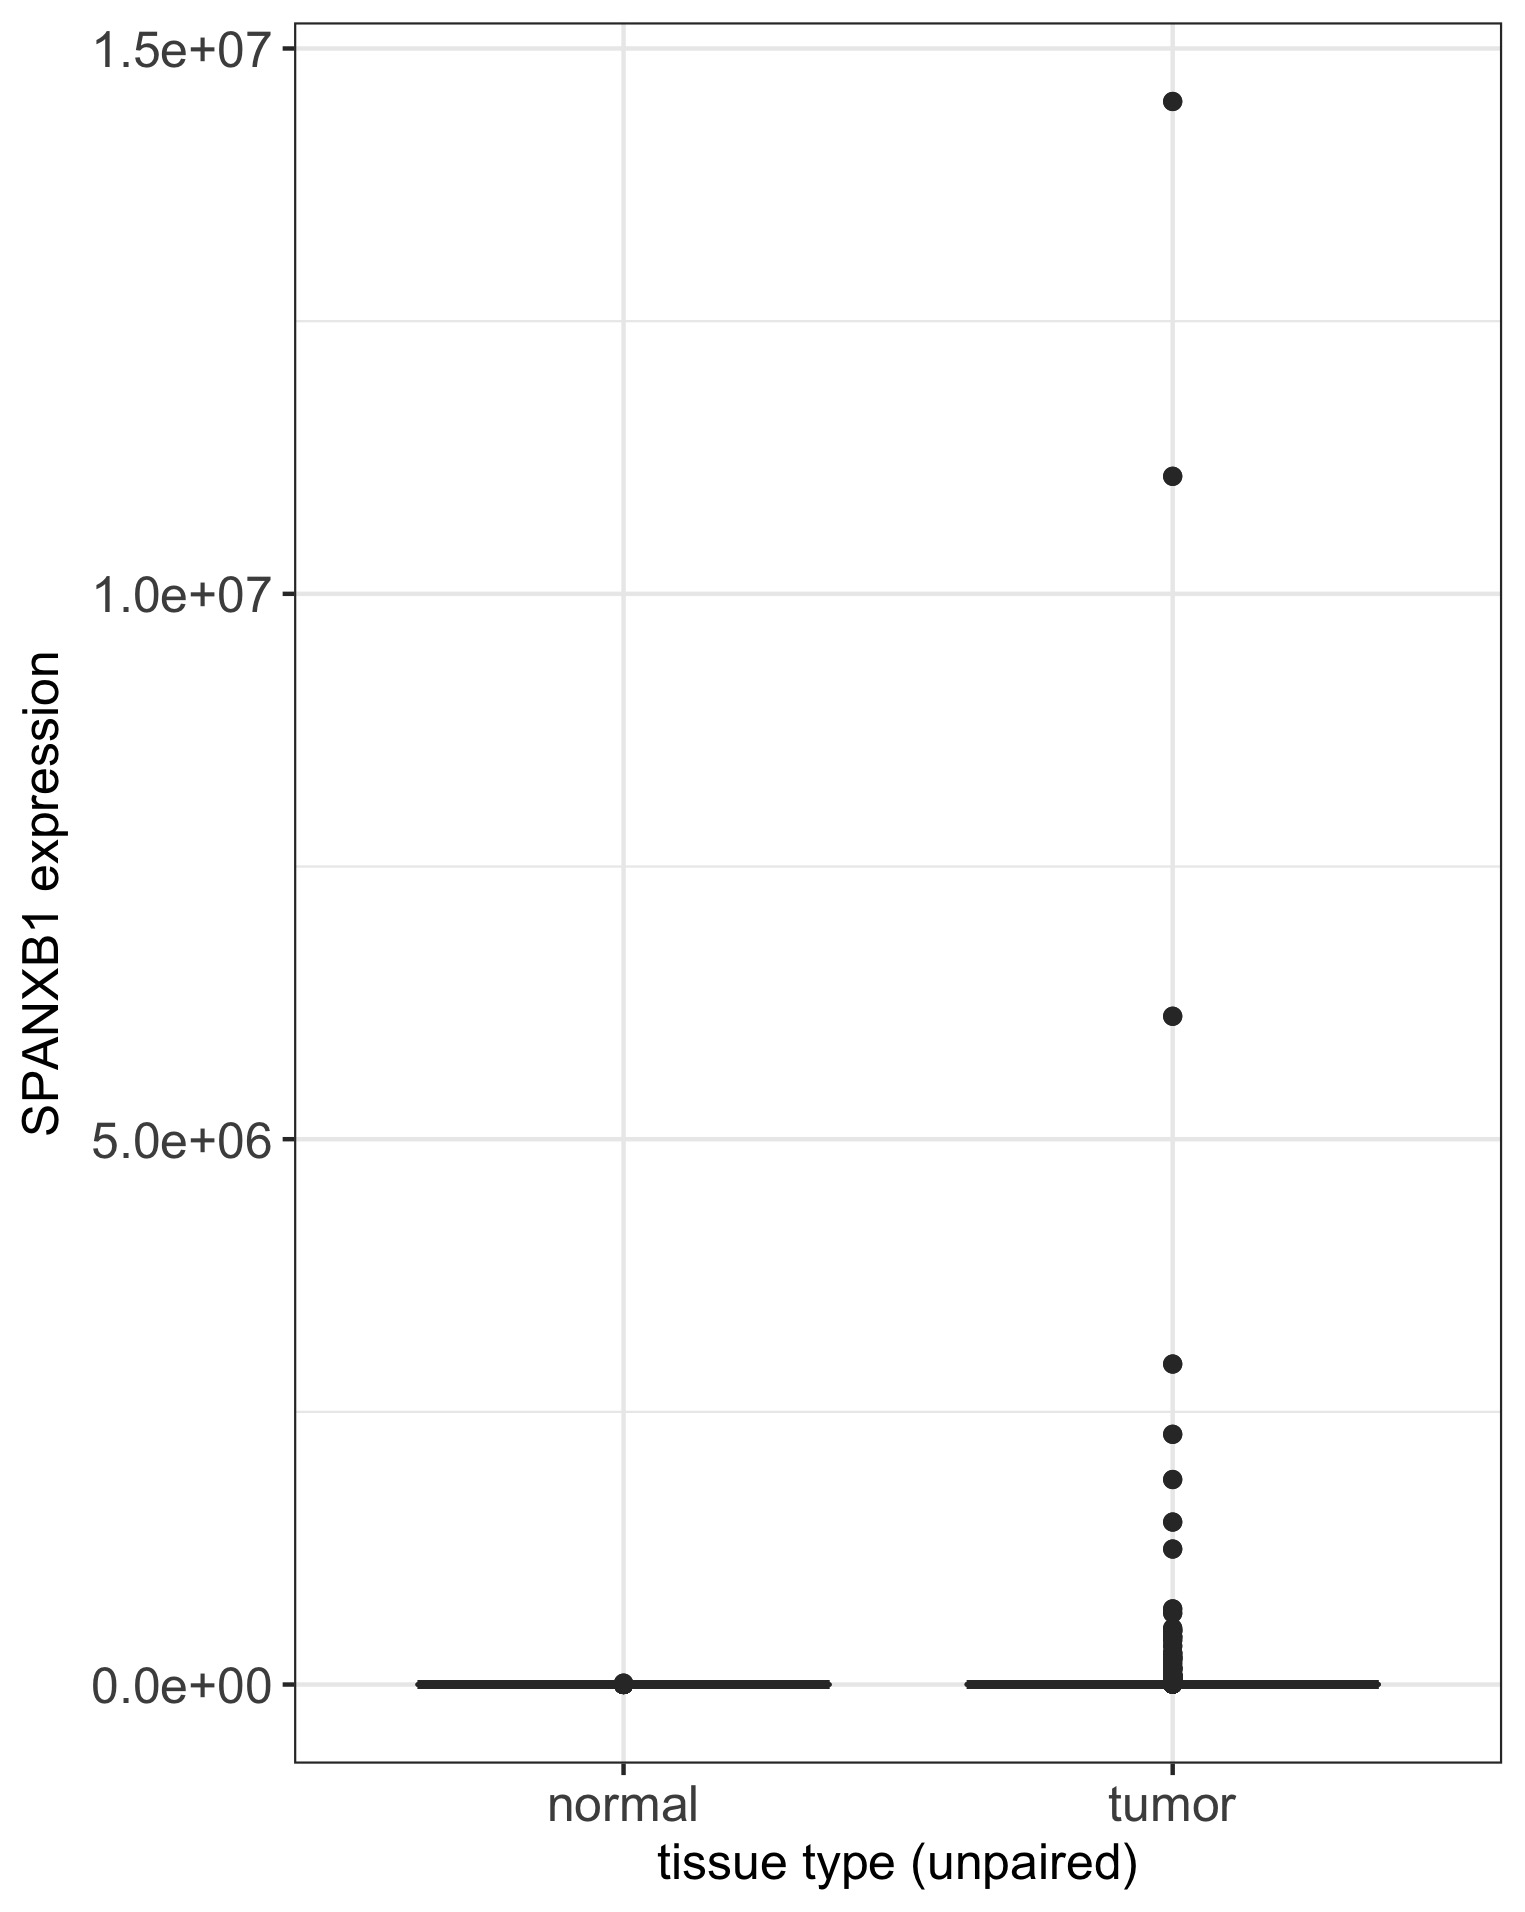 1.5e+07
1.0e+07
5.0e+06
0.0e+00
SPANXB1 expression
normal tumor
tissue type (unpaired)